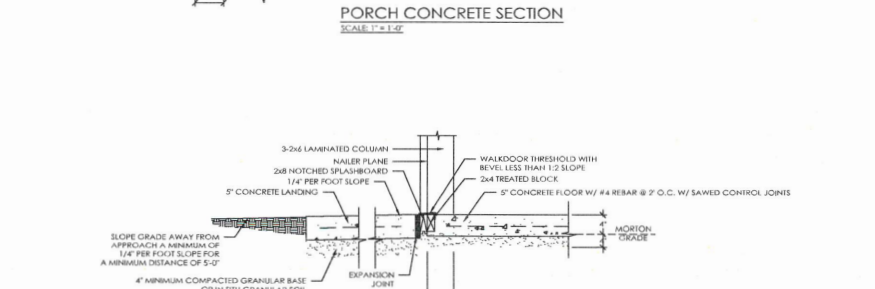 PORCH CONCRETE SECTION
SCALE: 1" = 1'-0"
3-2x6 LAMINATED COLUMN
NAILER PLANE
2x8 NOTCHED SPLASHBOARD
1/4" PER FOOT SLOPE
5" CONCRETE LANDING
WALKDOOR THRESHOLD WITH
BEVEL LESS THAN 1:2 SLOPE
2x4 TREATED BLOCK
5" CONCRETE FLOOR W/ #4 REBAR @ 2' O.C. W/ SAWED CONTROL JOINTS
MORTON
GRADE
SLOPE GRADE AWAY FROM
APPROACH A MINIMUM OF
1/4" PER FOOT SLOPE FOR
A MINIMUM DISTANCE OF 5'-0"
EXPANSION
JOINT
4" MINIMUM COMPACTED GRANULAR BASE